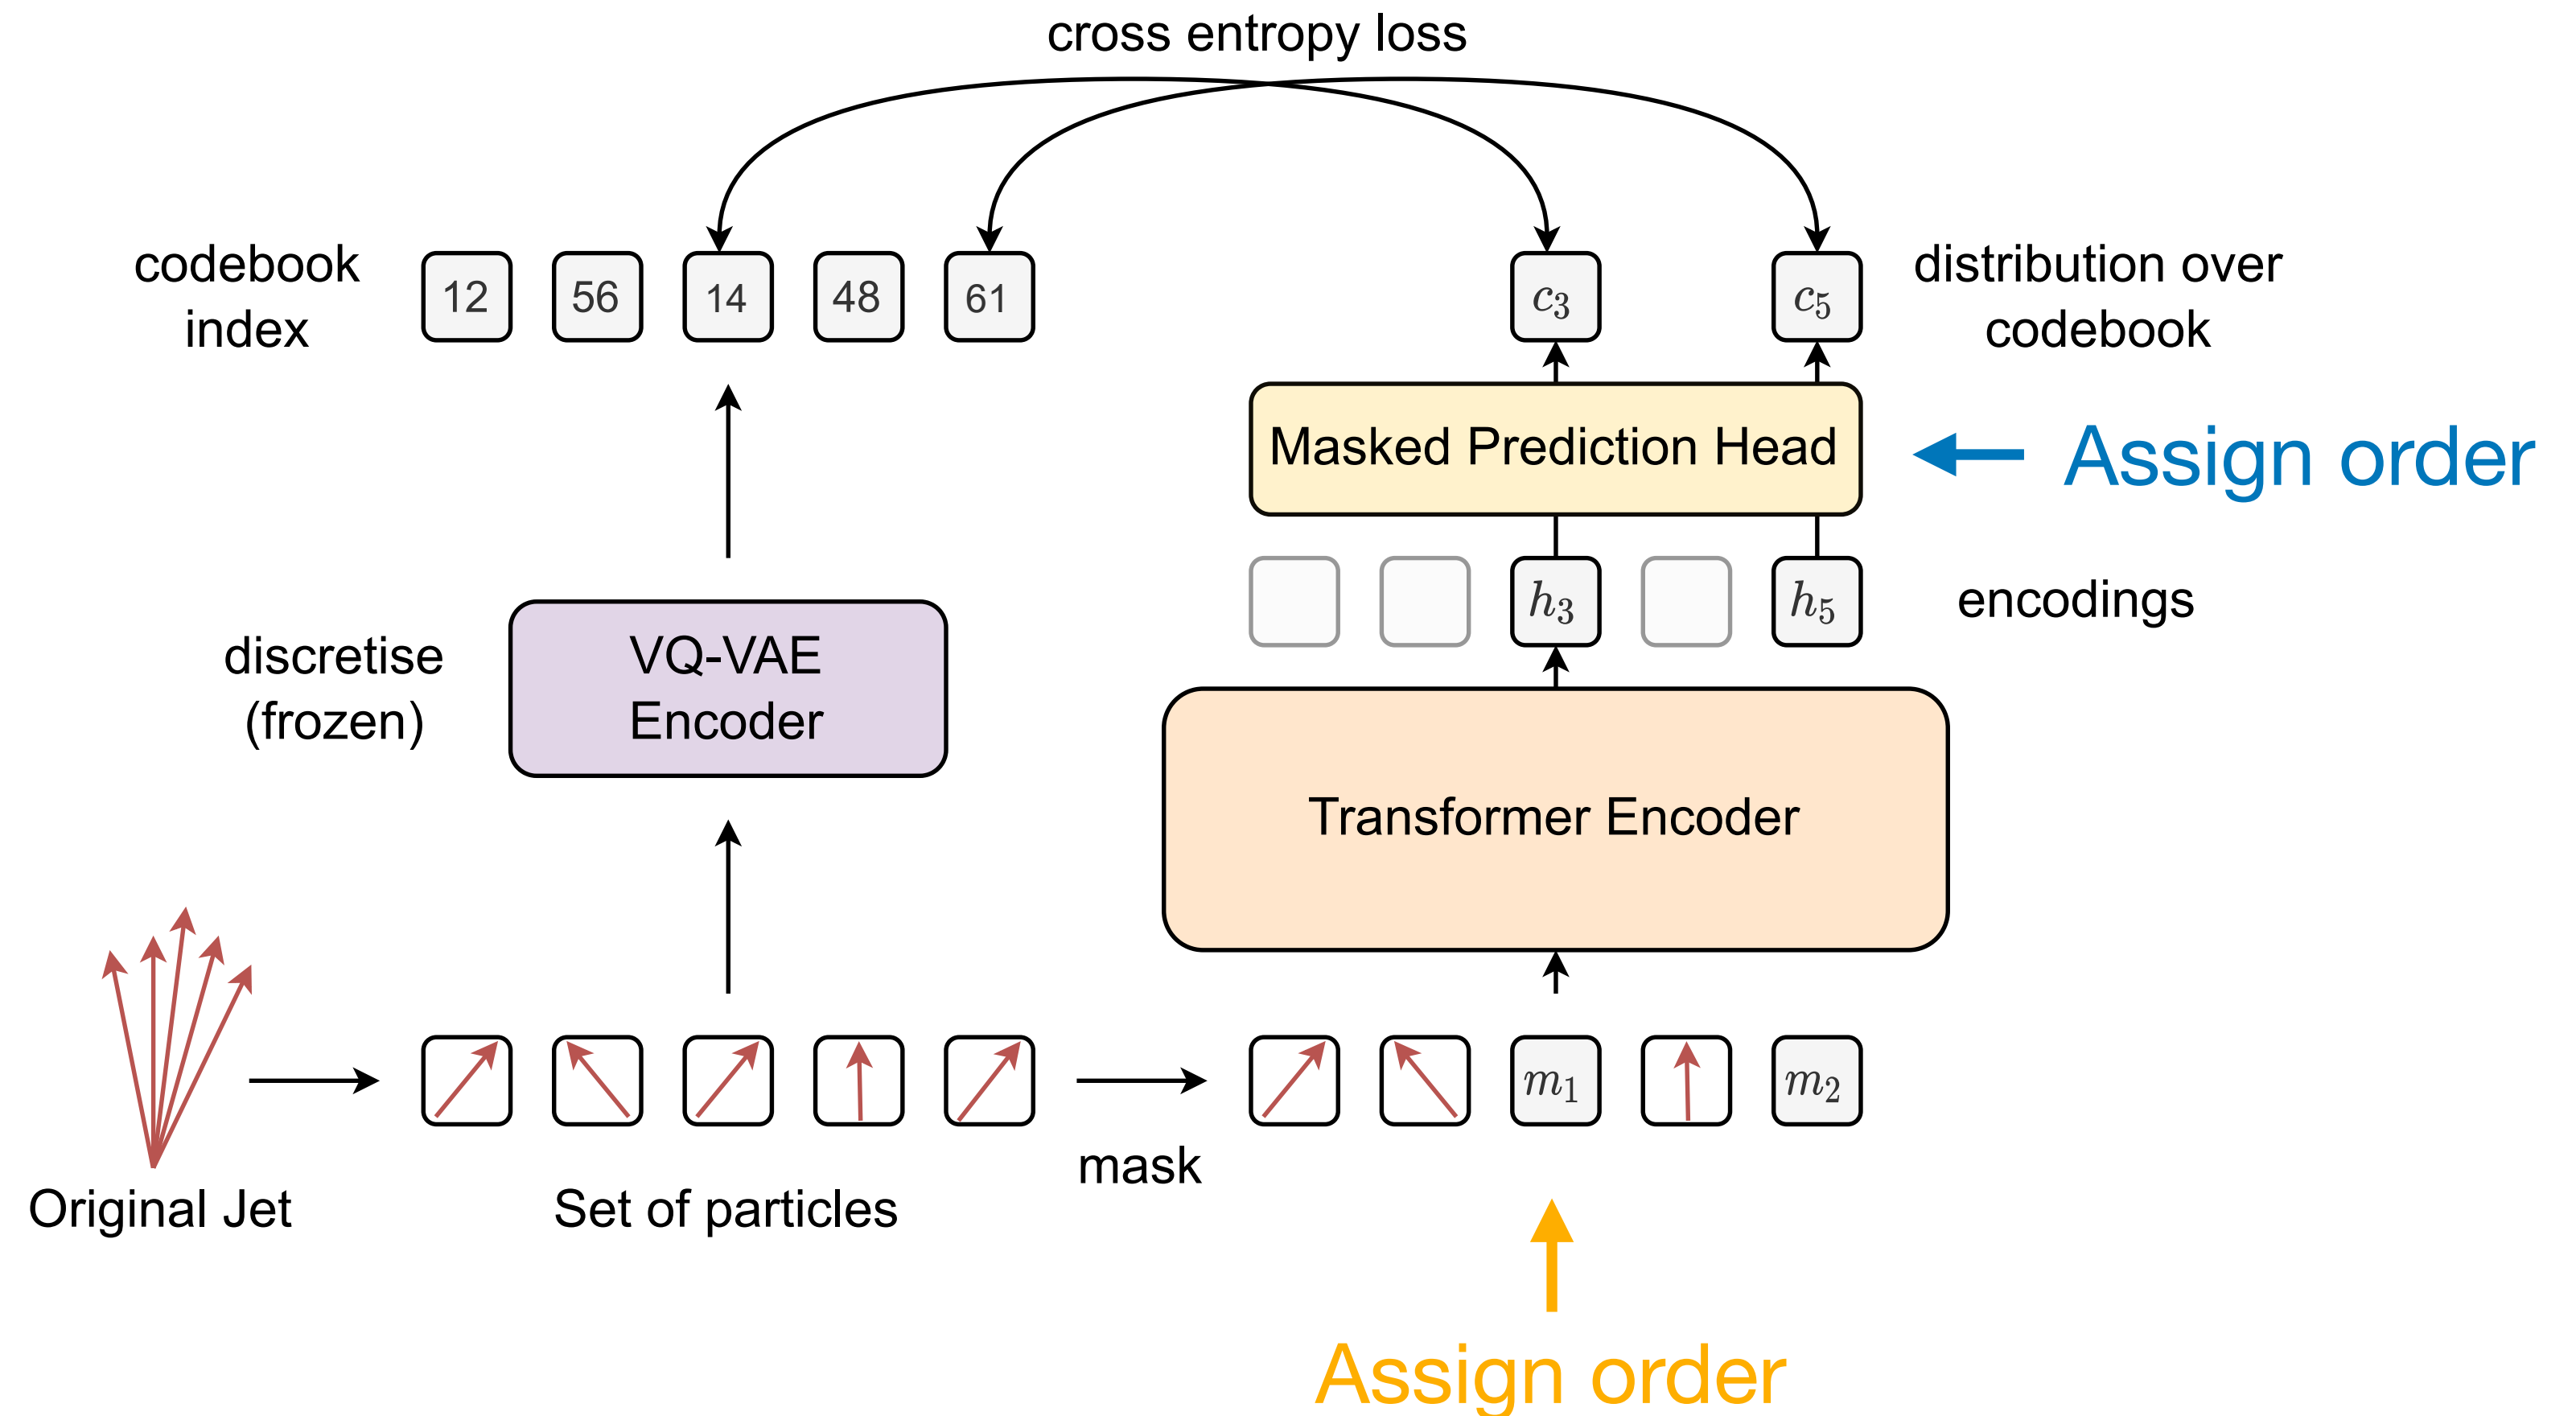 cross entropy loss
codebook
index
12
56
14
48
61
c3
c5
distribution over
codebook
Masked Prediction Head
Assign order
h3
h5
encodings
discretise
(frozen)
VQ-VAE
Encoder
Transformer Encoder
m1
m2
mask
Original Jet
Set of particles
Assign order